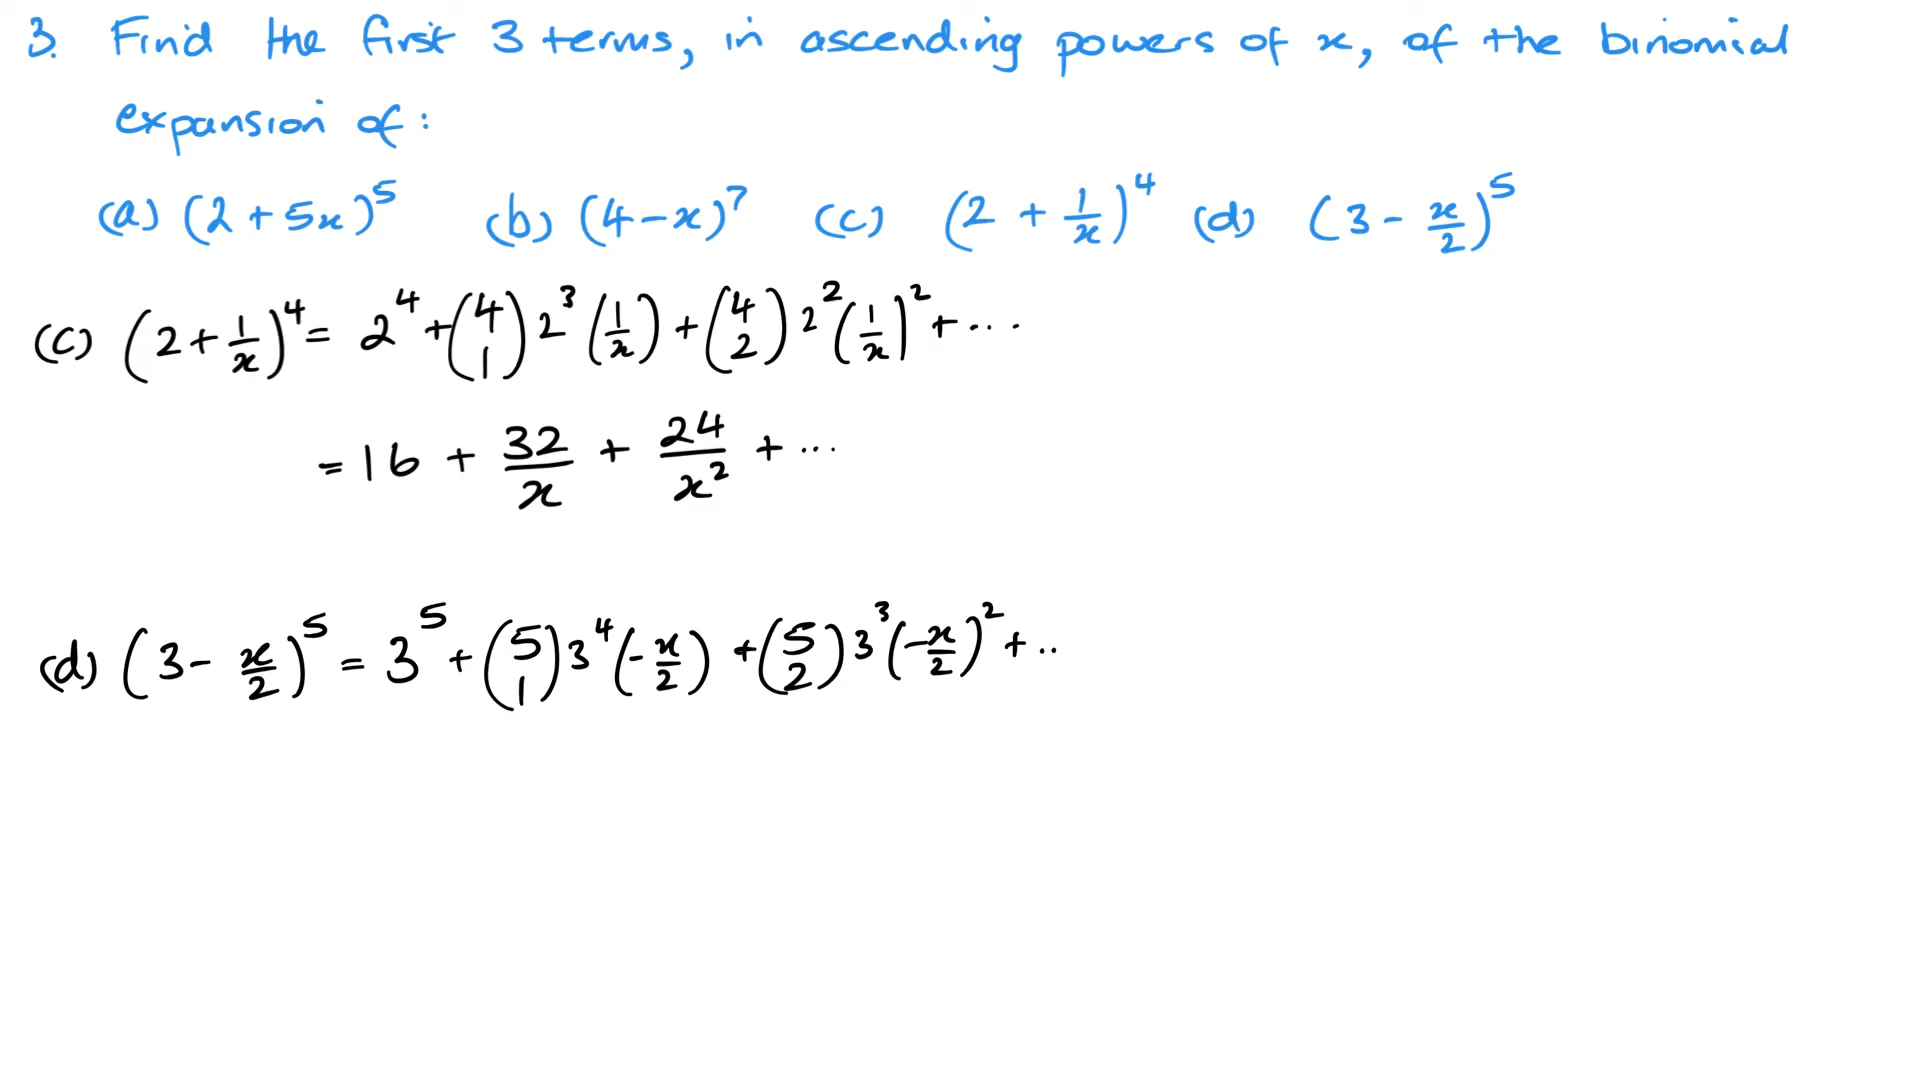 3. Find the first 3 terms, in ascending powers of x, of the binomial
expansion of:
(a) (2 + 5x)^5 (b) (4 - x)^7 (c) (2 + 1/x)^4 (d) (3 - x/2)^5
(c) (2 + 1/x)^4 = 2^4 + (4 1) 2^3 (1/x) + (4 2) 2^2 (1/x)^2 + ...
= 16 + 32/x + 24/x^2 + ...
(d) (3 - x/2)^5 = 3^5 + (5 1) 3^4 (-x/2) + (5 2) 3^3 (-x/2)^2 + ..